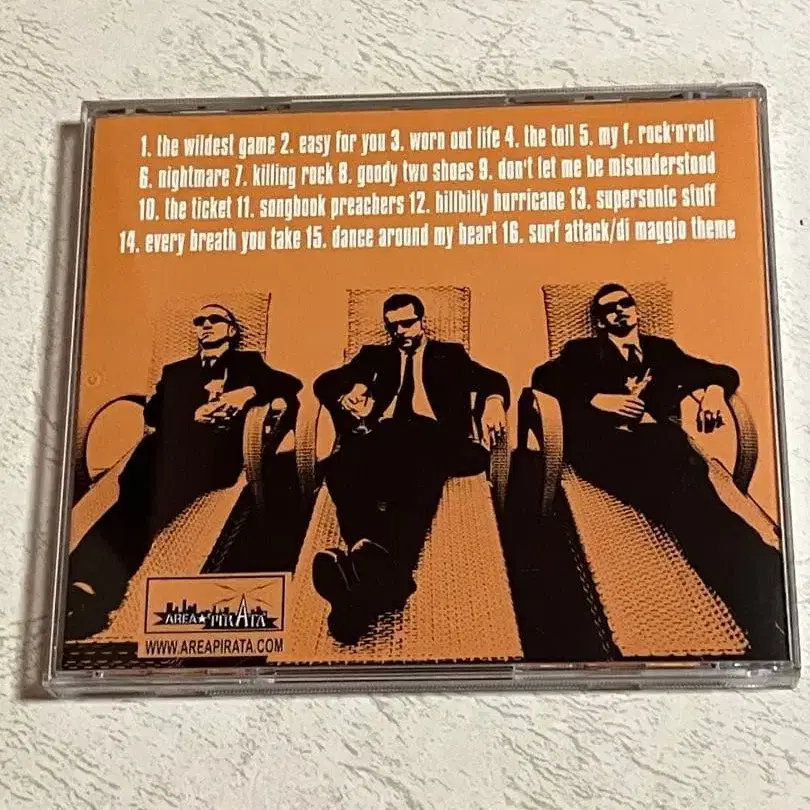 1. the wildest game 2. easy for you 3. worn out life 4. the toll 5. my f. rock'n'roll
6. nightmare 7. killing rock 8. goody two shoes 9. don't let me be misunderstood
10. the ticket 11. songbook preachers 12. hillbilly hurricane 13. supersonic stuff
14. every breath you take 15. dance around my heart 16. surf attack/di maggio theme
AREA★PIRATA
WWW.AREAPIRATA.COM